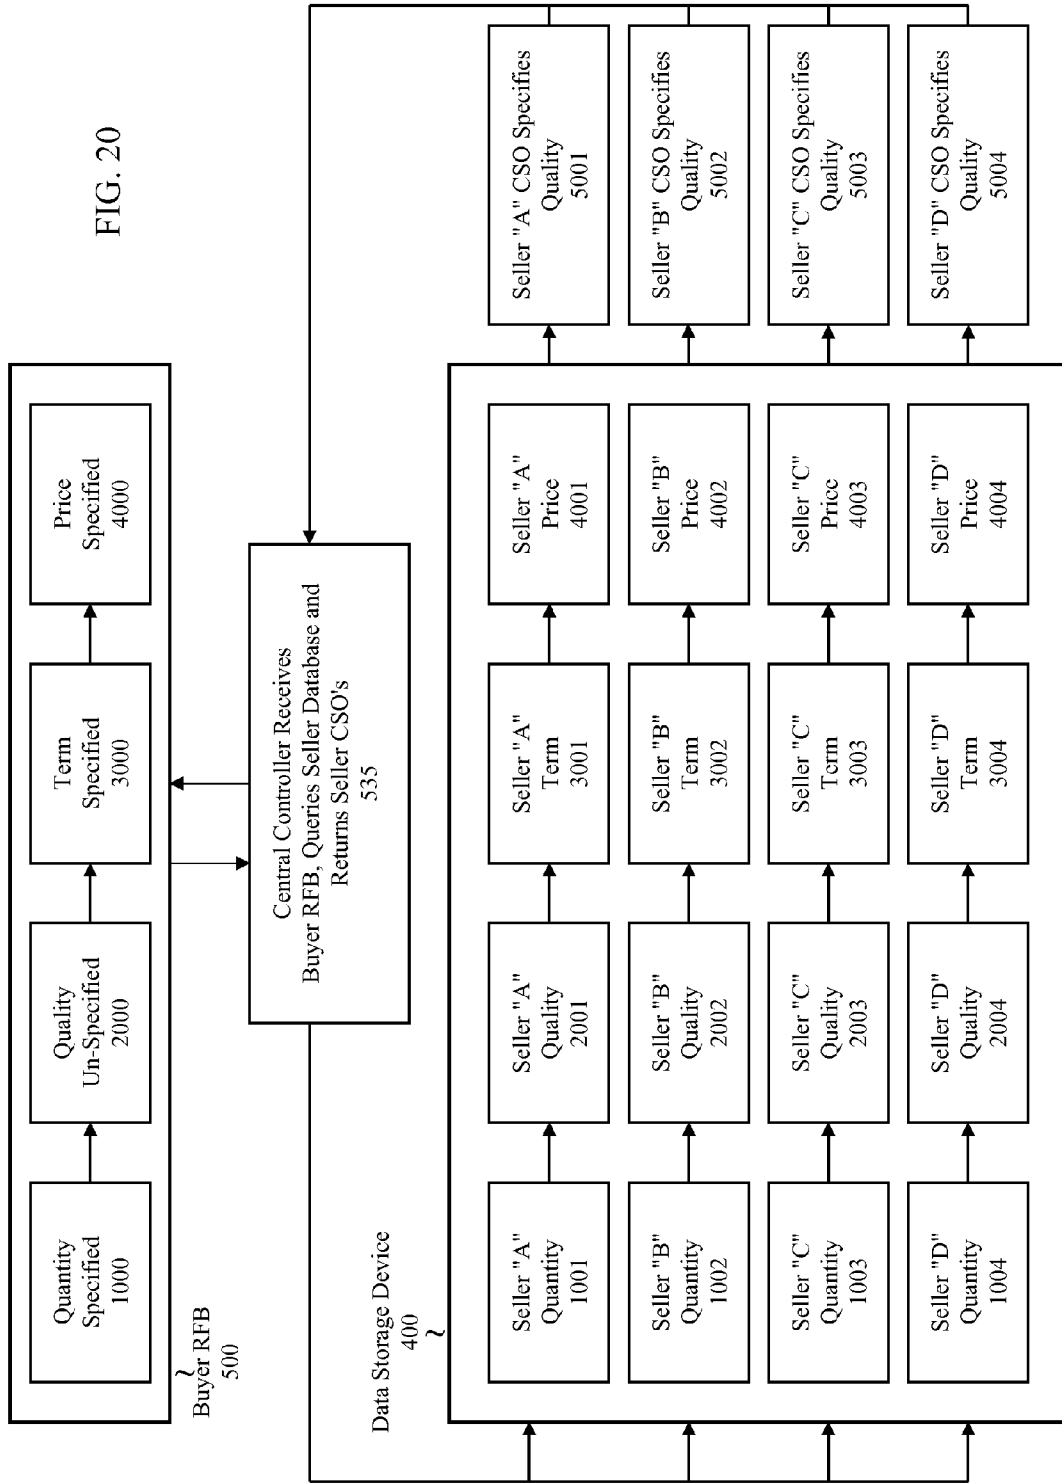 FIG. 20
Quantity
Specified
1000
Quality
Un-Specified
2000
Term
Specified
3000
Price
Specified
4000
Buyer RFB
500
Central Controller Receives
Buyer RFB, Queries Seller Database and
Returns Seller CSO's
535
Data Storage Device
400
Seller "A"
Quantity
1001
Seller "A"
Quality
2001
Seller "A"
Term
3001
Seller "A"
Price
4001
Seller "A" CSO Specifies
Quality
5001
Seller "B"
Quantity
1002
Seller "B"
Quality
2002
Seller "B"
Term
3002
Seller "B"
Price
4002
Seller "B" CSO Specifies
Quality
5002
Seller "C"
Quantity
1003
Seller "C"
Quality
2003
Seller "C"
Term
3003
Seller "C"
Price
4003
Seller "C" CSO Specifies
Quality
5003
Seller "D"
Quantity
1004
Seller "D"
Quality
2004
Seller "D"
Term
3004
Seller "D"
Price
4004
Seller "D" CSO Specifies
Quality
5004